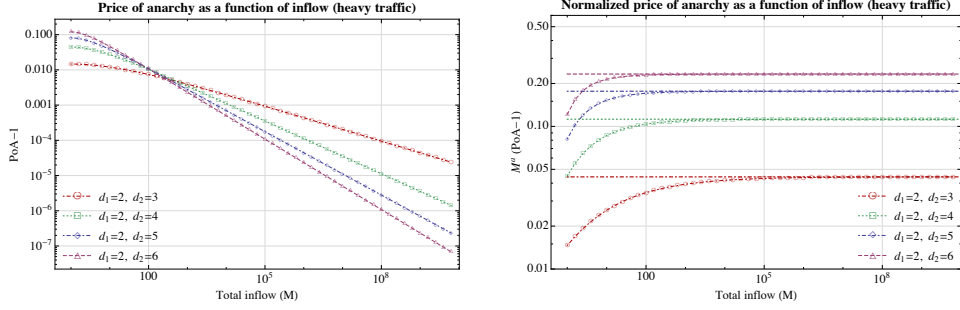 Price of anarchy as a function of inflow (heavy traffic)
PoA−1
0.100
0.010
0.001
10⁻⁴
10⁻⁵
10⁻⁶
10⁻⁷
d₁=2, d₂=3
d₁=2, d₂=4
d₁=2, d₂=5
d₁=2, d₂=6
100
10⁵
10⁸
Total inflow (M)
Normalized price of anarchy as a function of inflow (heavy traffic)
Mᵅ (PoA−1)
0.50
0.20
0.10
0.05
0.02
0.01
d₁=2, d₂=3
d₁=2, d₂=4
d₁=2, d₂=5
d₁=2, d₂=6
100
10⁵
10⁸
Total inflow (M)